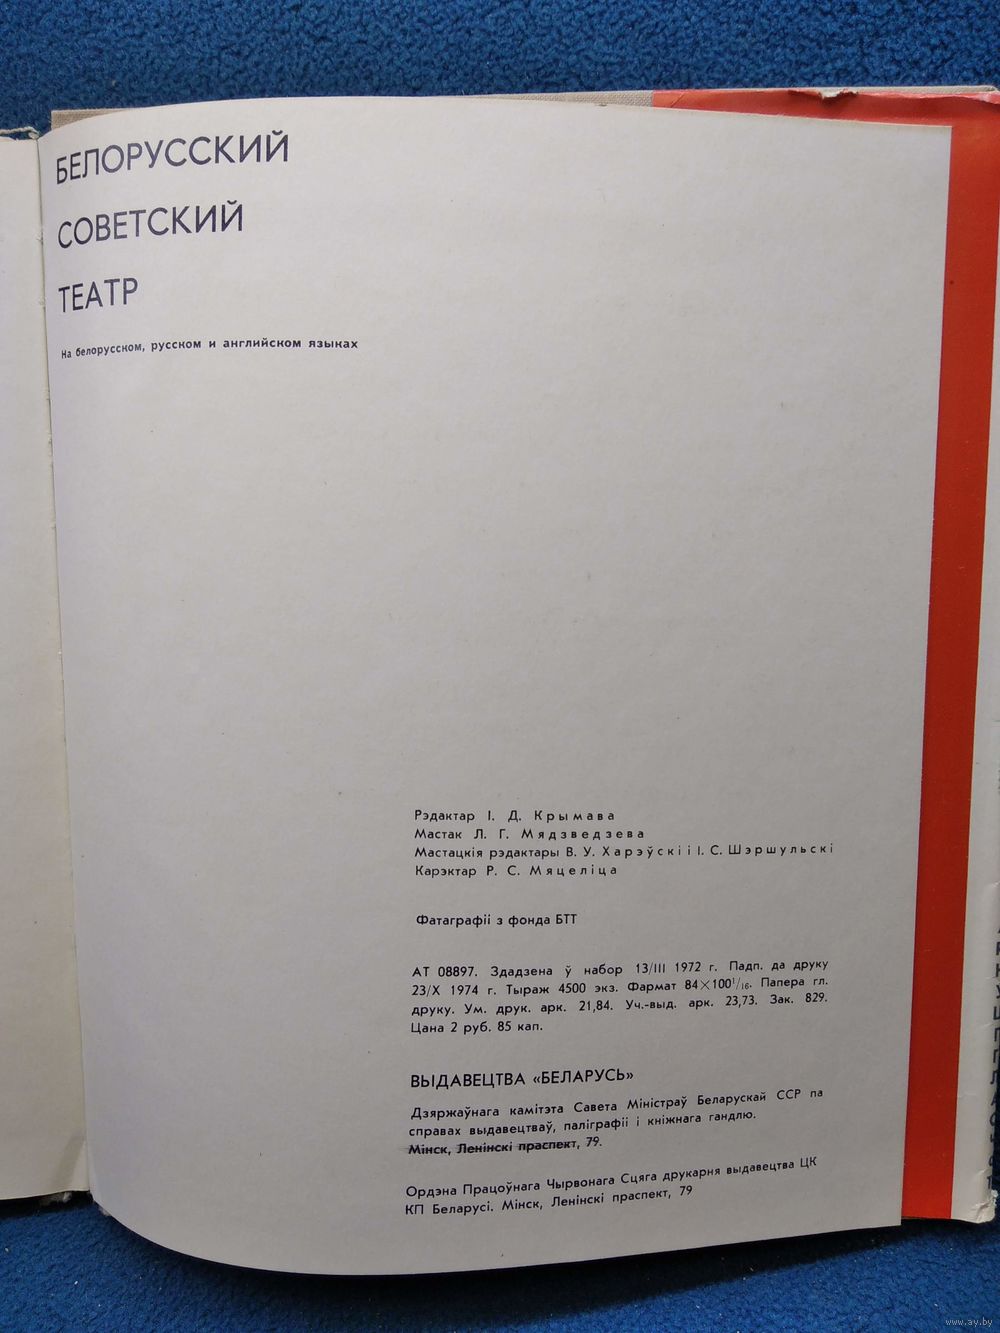 БЕЛОРУССКИЙ
СОВЕТСКИЙ
ТЕАТР
На белорусском, русском и английском языках
Рэдактар І. Д. Крымава
Мастак Л. Г. Мядзведзева
Мастацкія рэдактары В. У. Харэўскі і І. С. Шэршульскі
Карэктар Р. С. Мяцеліца
Фатаграфіі з фонда БТТ
АТ 08897. Здадзена ў набор 13/III 1972 г. Падп. да друку
23/X 1974 г. Тыраж 4500 экз. Фармат 84×100¹/₁₆. Папера гл.
друку. Ум. друк. арк. 21,84. Уч.-выд. арк. 23,73. Зак. 829.
Цана 2 руб. 85 кап.
ВЫДАВЕЦТВА «БЕЛАРУСЬ»
Дзяржаўнага камітэта Савета Міністраў Беларускай ССР па
справах выдавецтваў, паліграфіі і кніжнага гандлю.
Мінск, Ленінскі праспект, 79.
Ордэна Працоўнага Чырвонага Сцяга друкарня выдавецтва ЦК
КП Беларусі. Мінск, Ленінскі праспект, 79
www.ay.by